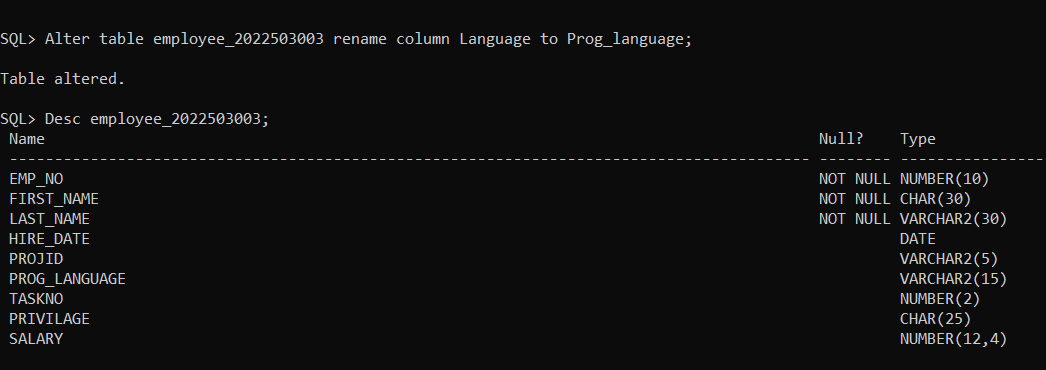 SQL> Alter table employee_2022503003 rename column Language to Prog_language;
Table altered.
SQL> Desc employee_2022503003;
Name Null? Type
----------------------------------------------------------------------------------------- -------- ----------------
EMP_NO NOT NULL NUMBER(10)
FIRST_NAME NOT NULL CHAR(30)
LAST_NAME NOT NULL VARCHAR2(30)
HIRE_DATE DATE
PROJID VARCHAR2(5)
PROG_LANGUAGE VARCHAR2(15)
TASKNO NUMBER(2)
PRIVILAGE CHAR(25)
SALARY NUMBER(12,4)